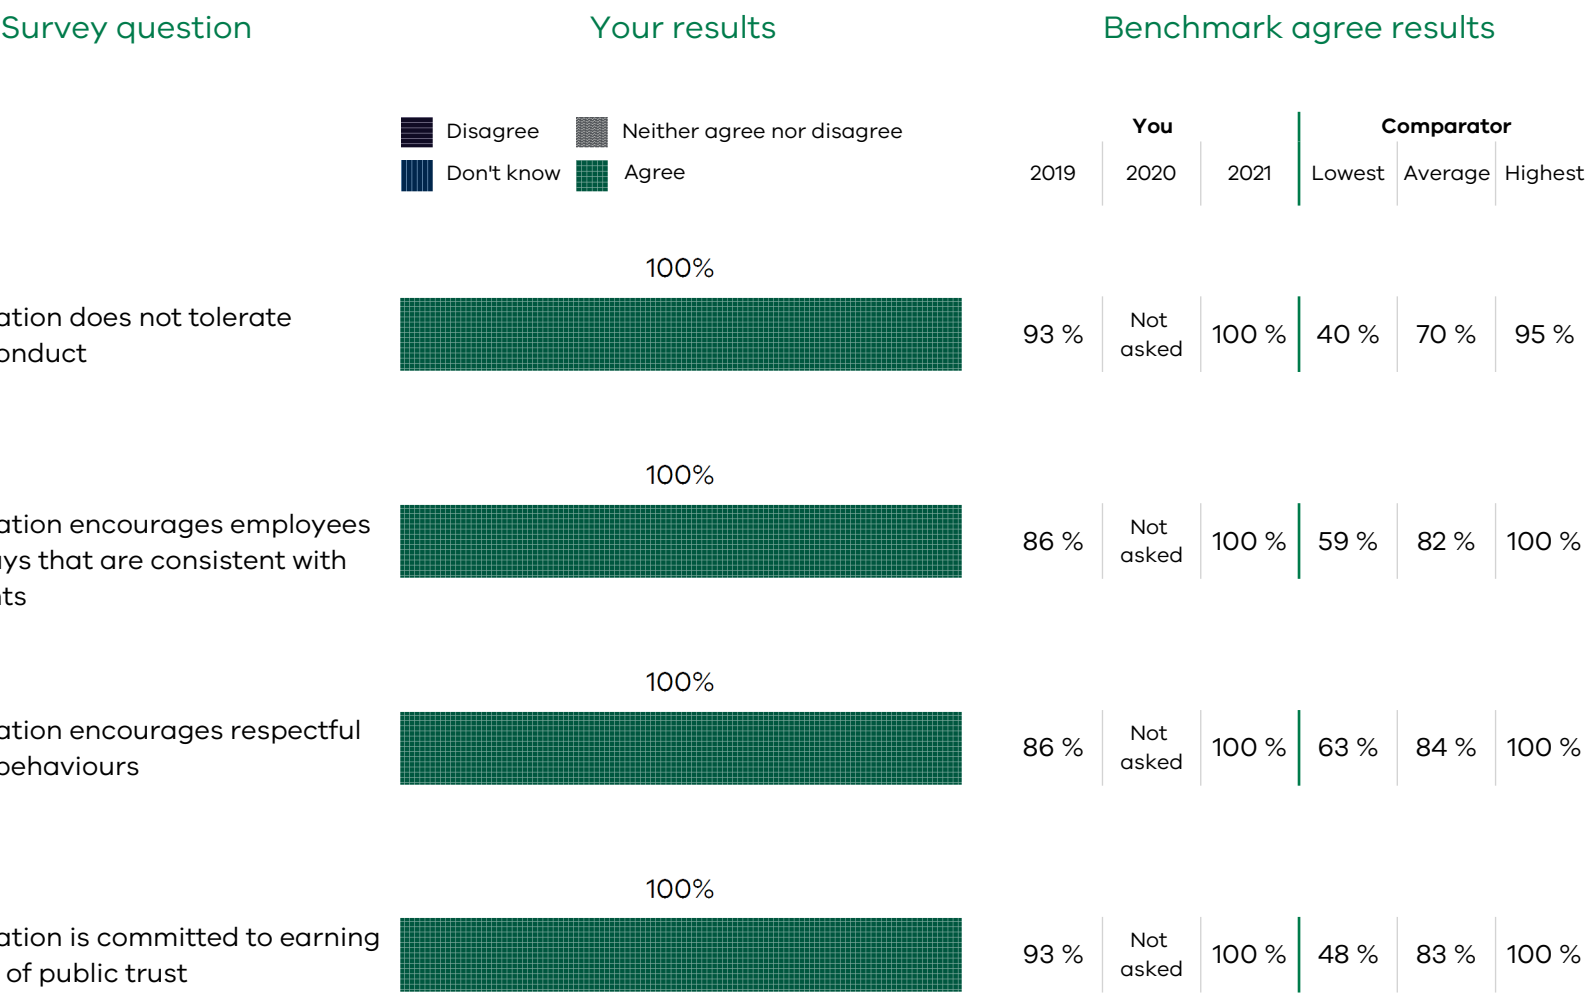 Survey question
Your results
Benchmark agree results
Disagree
Neither agree nor disagree
Don't know
Agree
You
Comparator
2019
2020
2021
Lowest
Average
Highest
100%
ation does not tolerate
onduct
93 %
Not
asked
100 %
40 %
70 %
95 %
100%
ation encourages employees
ys that are consistent with
ts
86 %
Not
asked
100 %
59 %
82 %
100 %
100%
ation encourages respectful
behaviours
86 %
Not
asked
100 %
63 %
84 %
100 %
100%
ation is committed to earning
of public trust
93 %
Not
asked
100 %
48 %
83 %
100 %